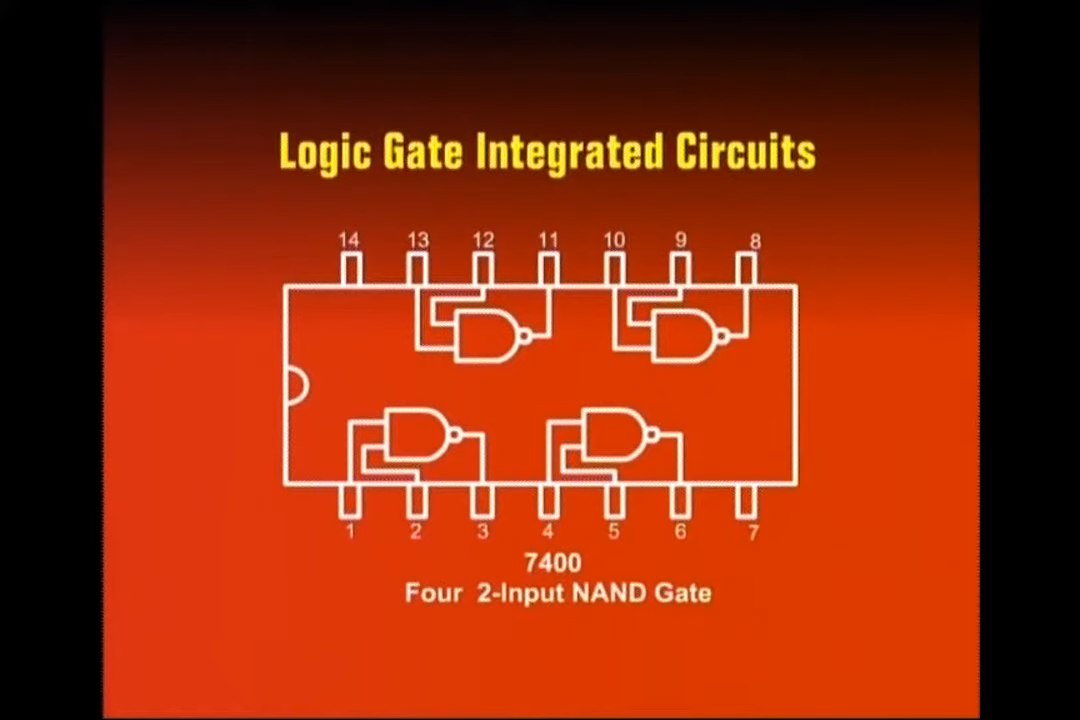 Logic Gate Integrated Circuits
14 13 12 11 10 9 8
1 2 3 4 5 6 7
7400
Four 2-Input NAND Gate